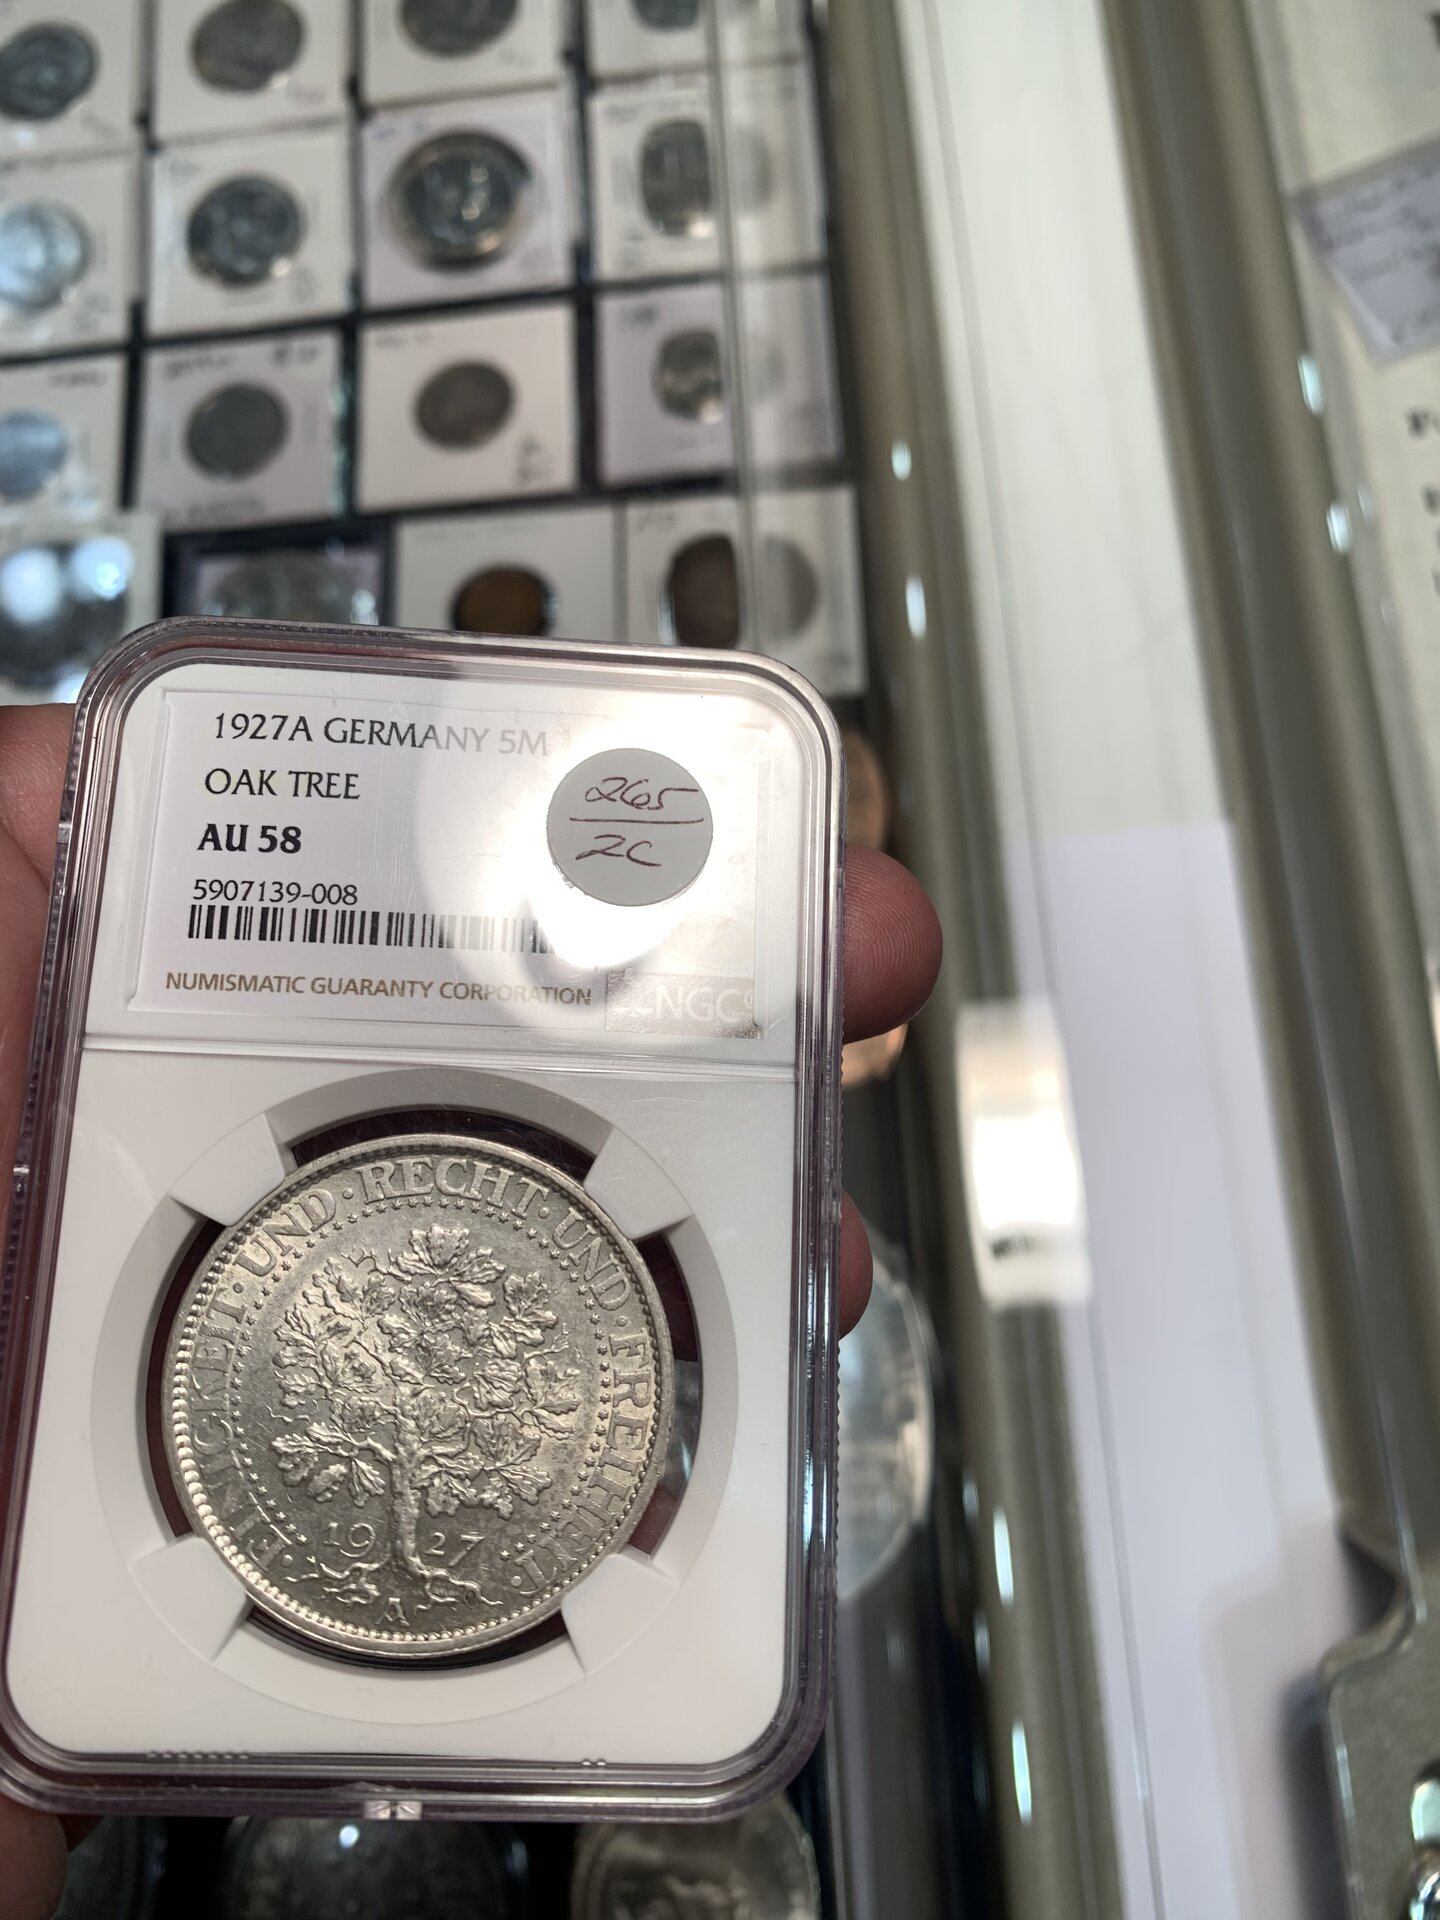 1927A GERMANY 5M
OAK TREE
AU 58
5907139-008
NUMISMATIC GUARANTY CORPORATION
NGC
265
2C
EINIGKEIT·UND·RECHT·UND·FREIHEIT·
19 27
A